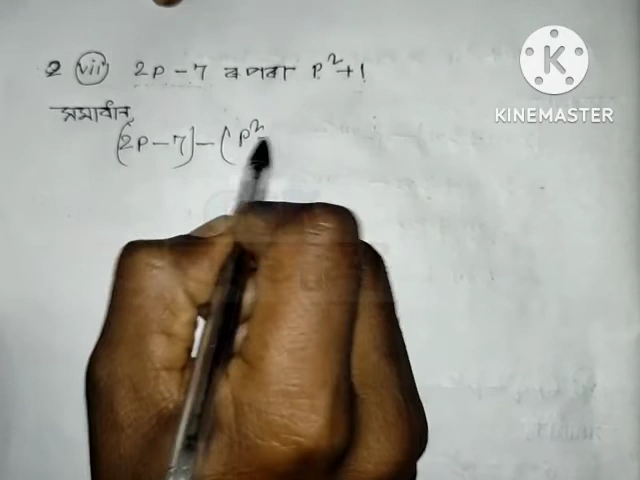 2 (vii) 2P - 7 ৰ পৰা P² + 1
সমাধান
(2P - 7) - (P²
KINEMASTER